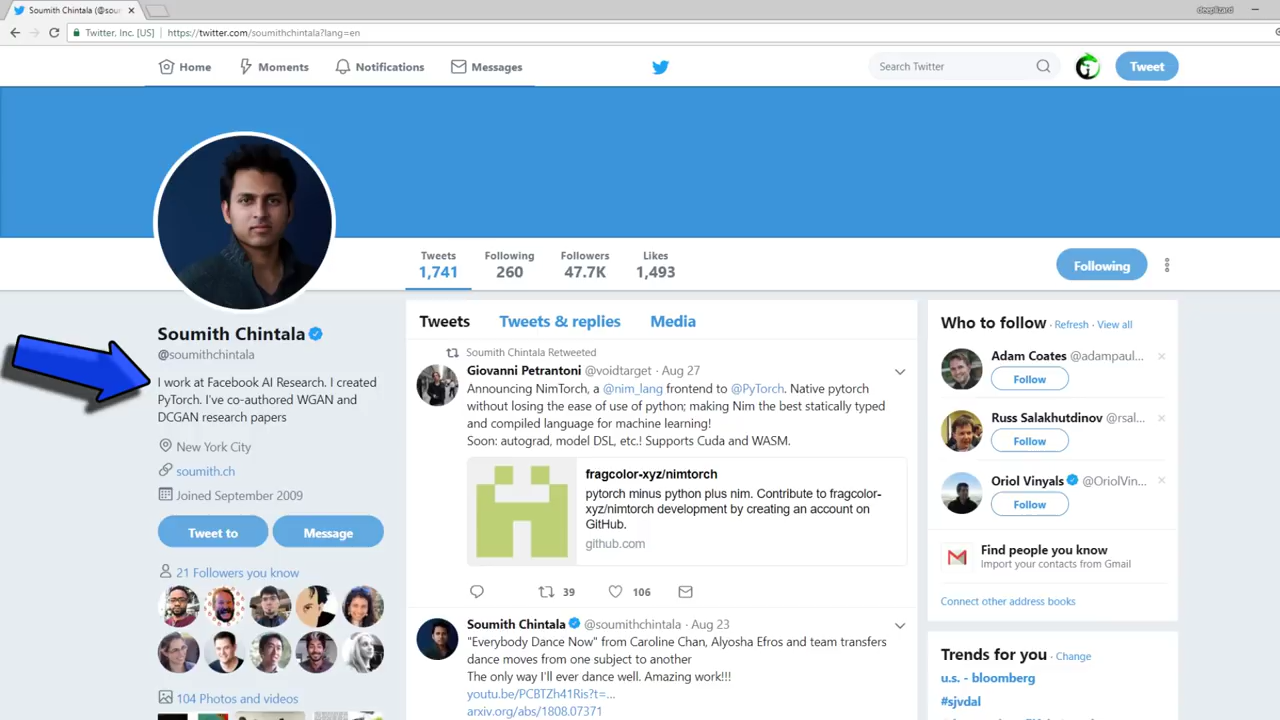 Soumith Chintala (@sou
deeplizard
Twitter, Inc. [US]
https://twitter.com/soumithchintala?lang=en
Home
Moments
Notifications
Messages
Search Twitter
Tweet
Tweets
1,741
Following
260
Followers
47.7K
Likes
1,493
Following
Soumith Chintala
@soumithchintala
I work at Facebook AI Research. I created
PyTorch. I've co-authored WGAN and
DCGAN research papers
New York City
soumith.ch
Joined September 2009
Tweet to
Message
21 Followers you know
104 Photos and videos
Tweets
Tweets & replies
Media
Soumith Chintala Retweeted
Giovanni Petrantoni @voidtarget · Aug 27
Announcing NimTorch, a @nim_lang frontend to @PyTorch. Native pytorch
without losing the ease of use of python; making Nim the best statically typed
and compiled language for machine learning!
Soon: autograd, model DSL, etc.! Supports Cuda and WASM.
fragcolor-xyz/nimtorch
pytorch minus python plus nim. Contribute to fragcolor-
xyz/nimtorch development by creating an account on
GitHub.
github.com
39
106
Soumith Chintala @soumithchintala · Aug 23
"Everybody Dance Now" from Caroline Chan, Alyosha Efros and team transfers
dance moves from one subject to another
The only way I'll ever dance well. Amazing work!!!
youtu.be/PCBTZh41Ris?t=...
arxiv.org/abs/1808.07371
Who to follow · Refresh · View all
Adam Coates @adampaul...
Follow
Russ Salakhutdinov @rsal...
Follow
Oriol Vinyals @OriolVin...
Follow
Find people you know
Import your contacts from Gmail
Connect other address books
Trends for you · Change
u.s. - bloomberg
#sjvdal